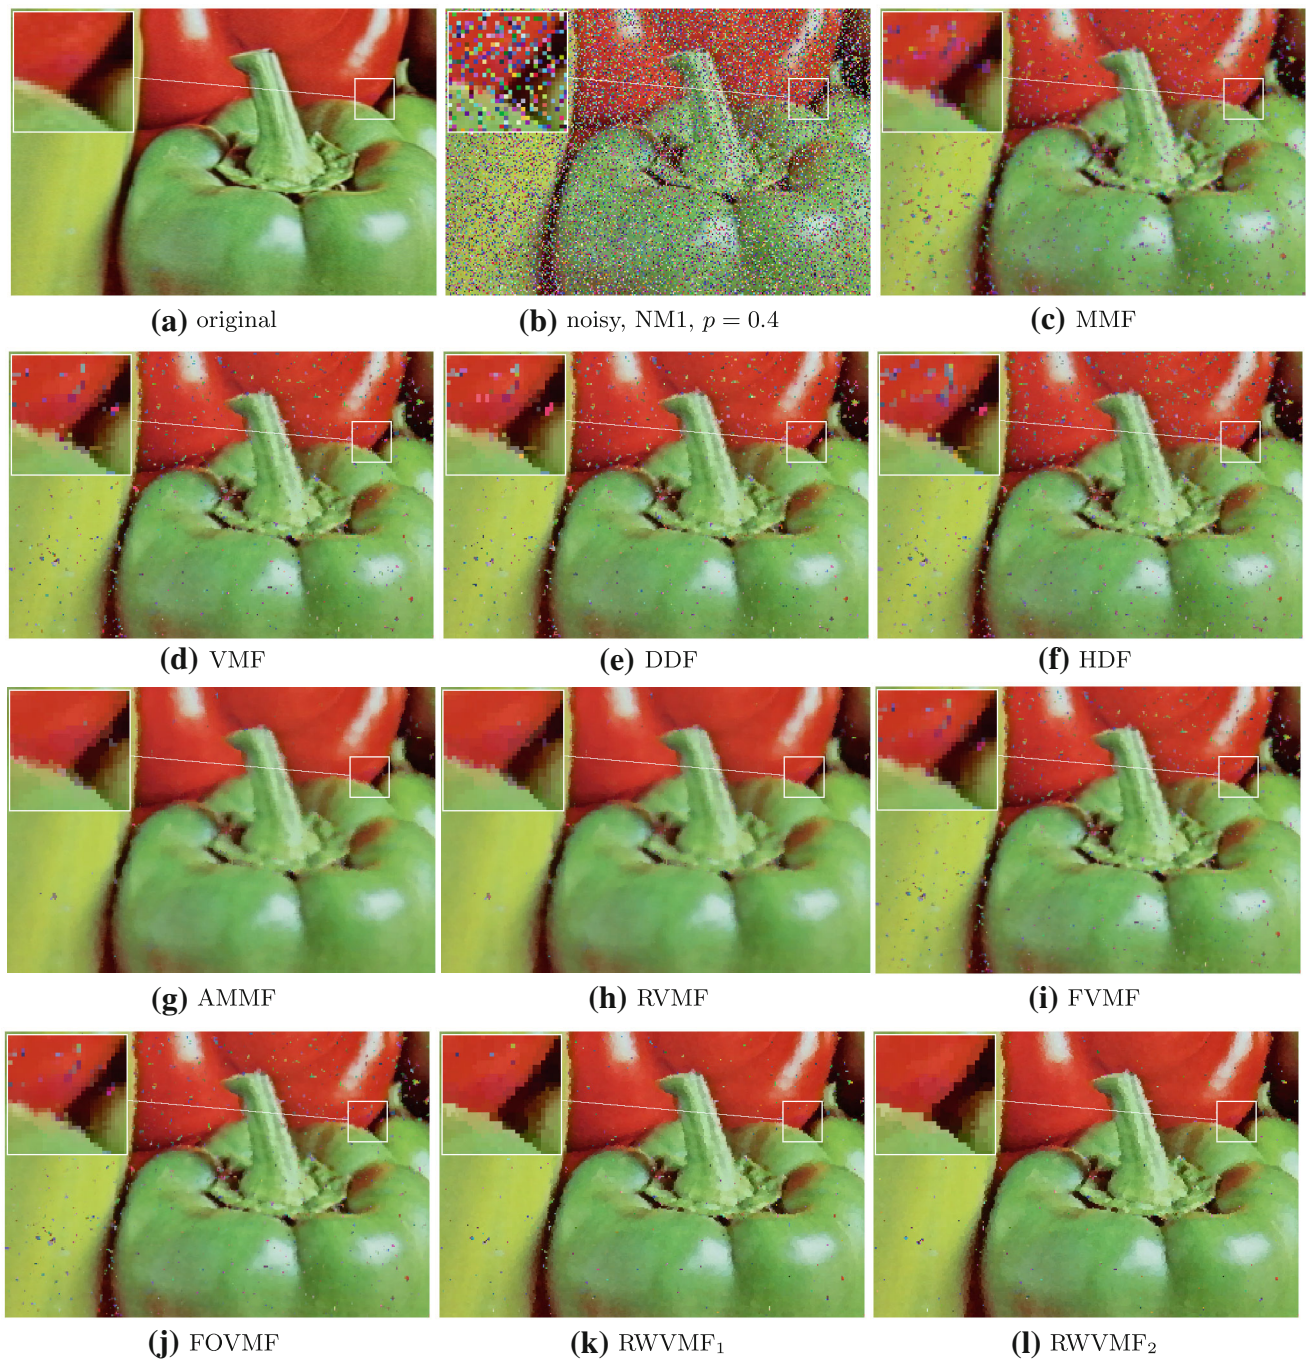 (a) original
(b) noisy, NM1, p = 0.4
(c) MMF
(d) VMF
(e) DDF
(f) HDF
(g) AMMF
(h) RVMF
(i) FVMF
(j) FOVMF
(k) RWVMF₁
(l) RWVMF₂